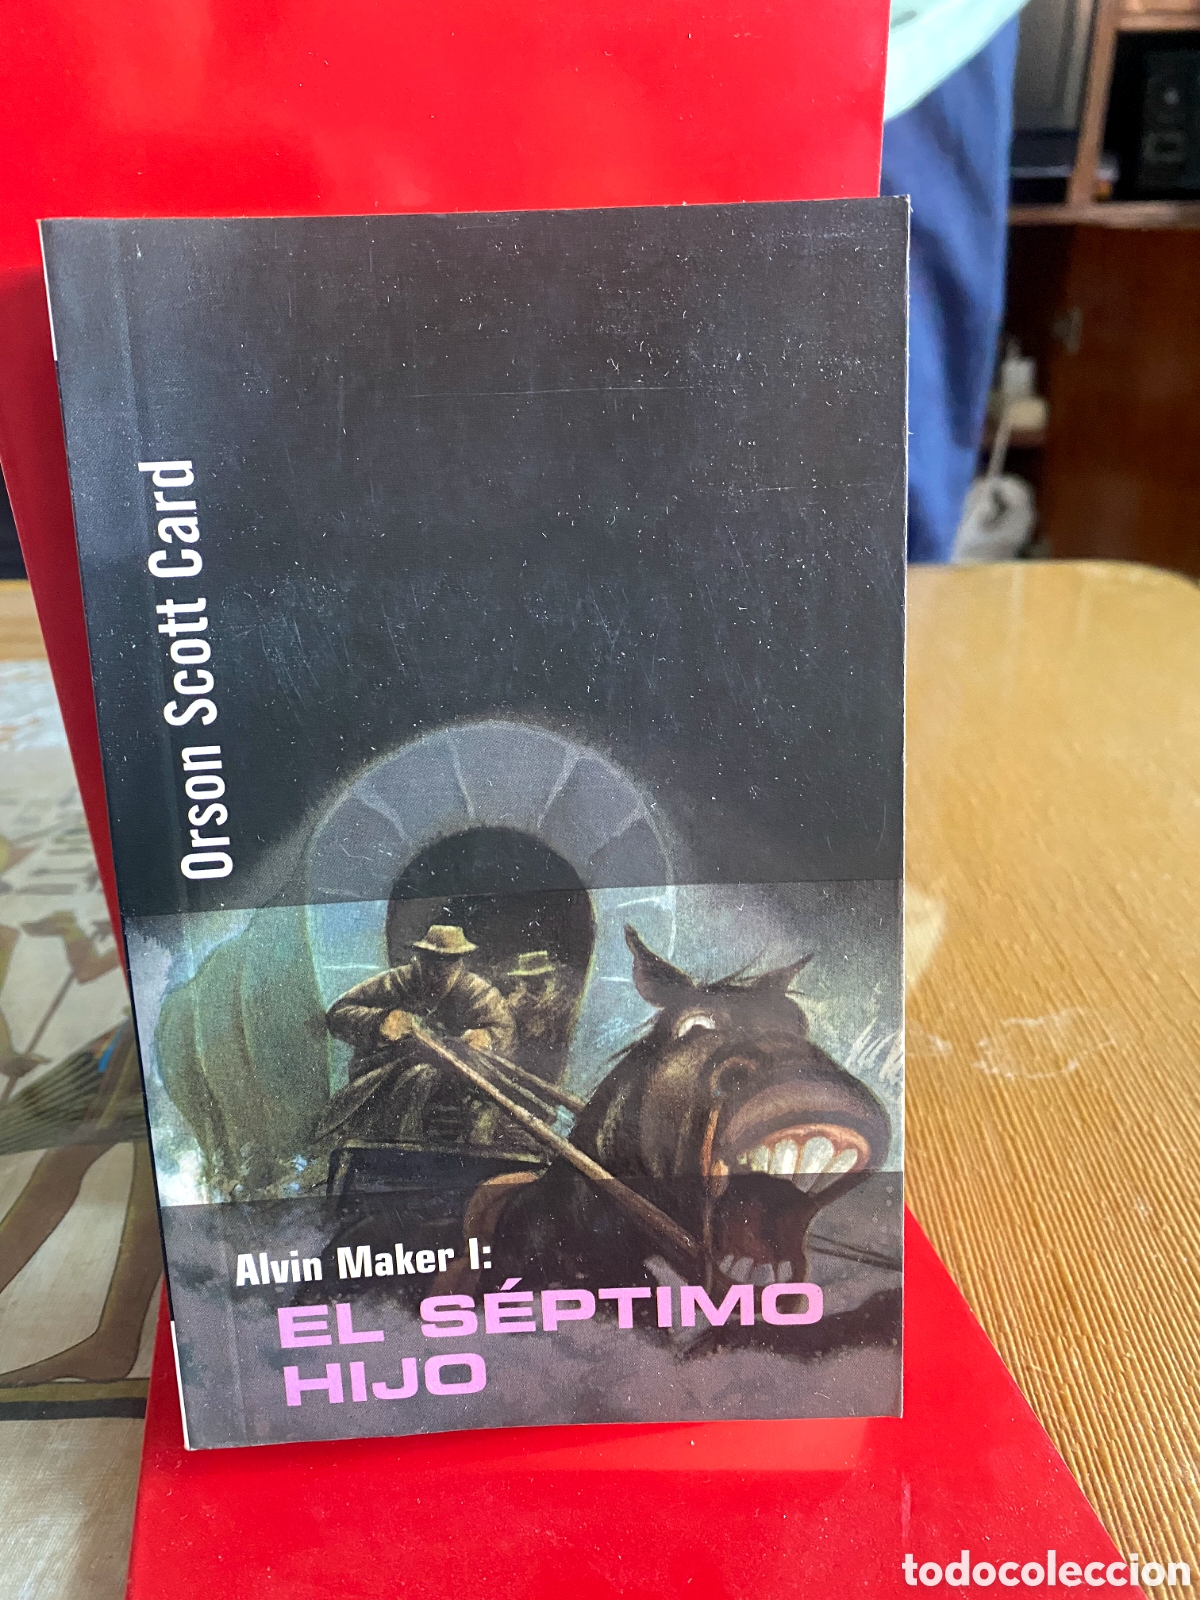 Orson Scott Card
Alvin Maker I:
EL SÉPTIMO
HIJO
todocoleccion